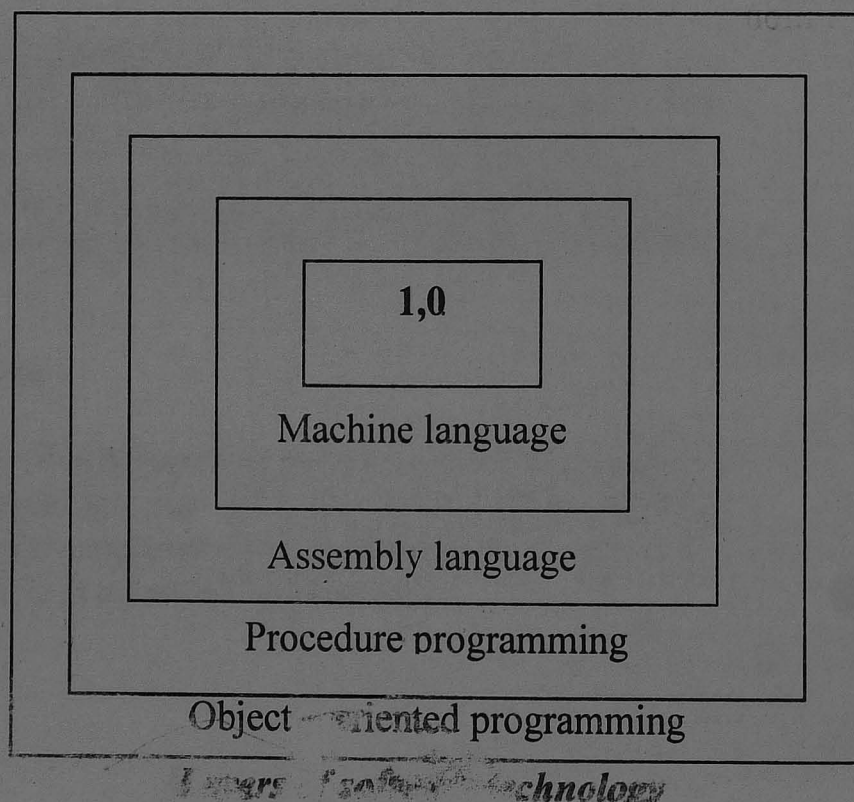 1,0
Machine language
Assembly language
Procedure programming
Object programming